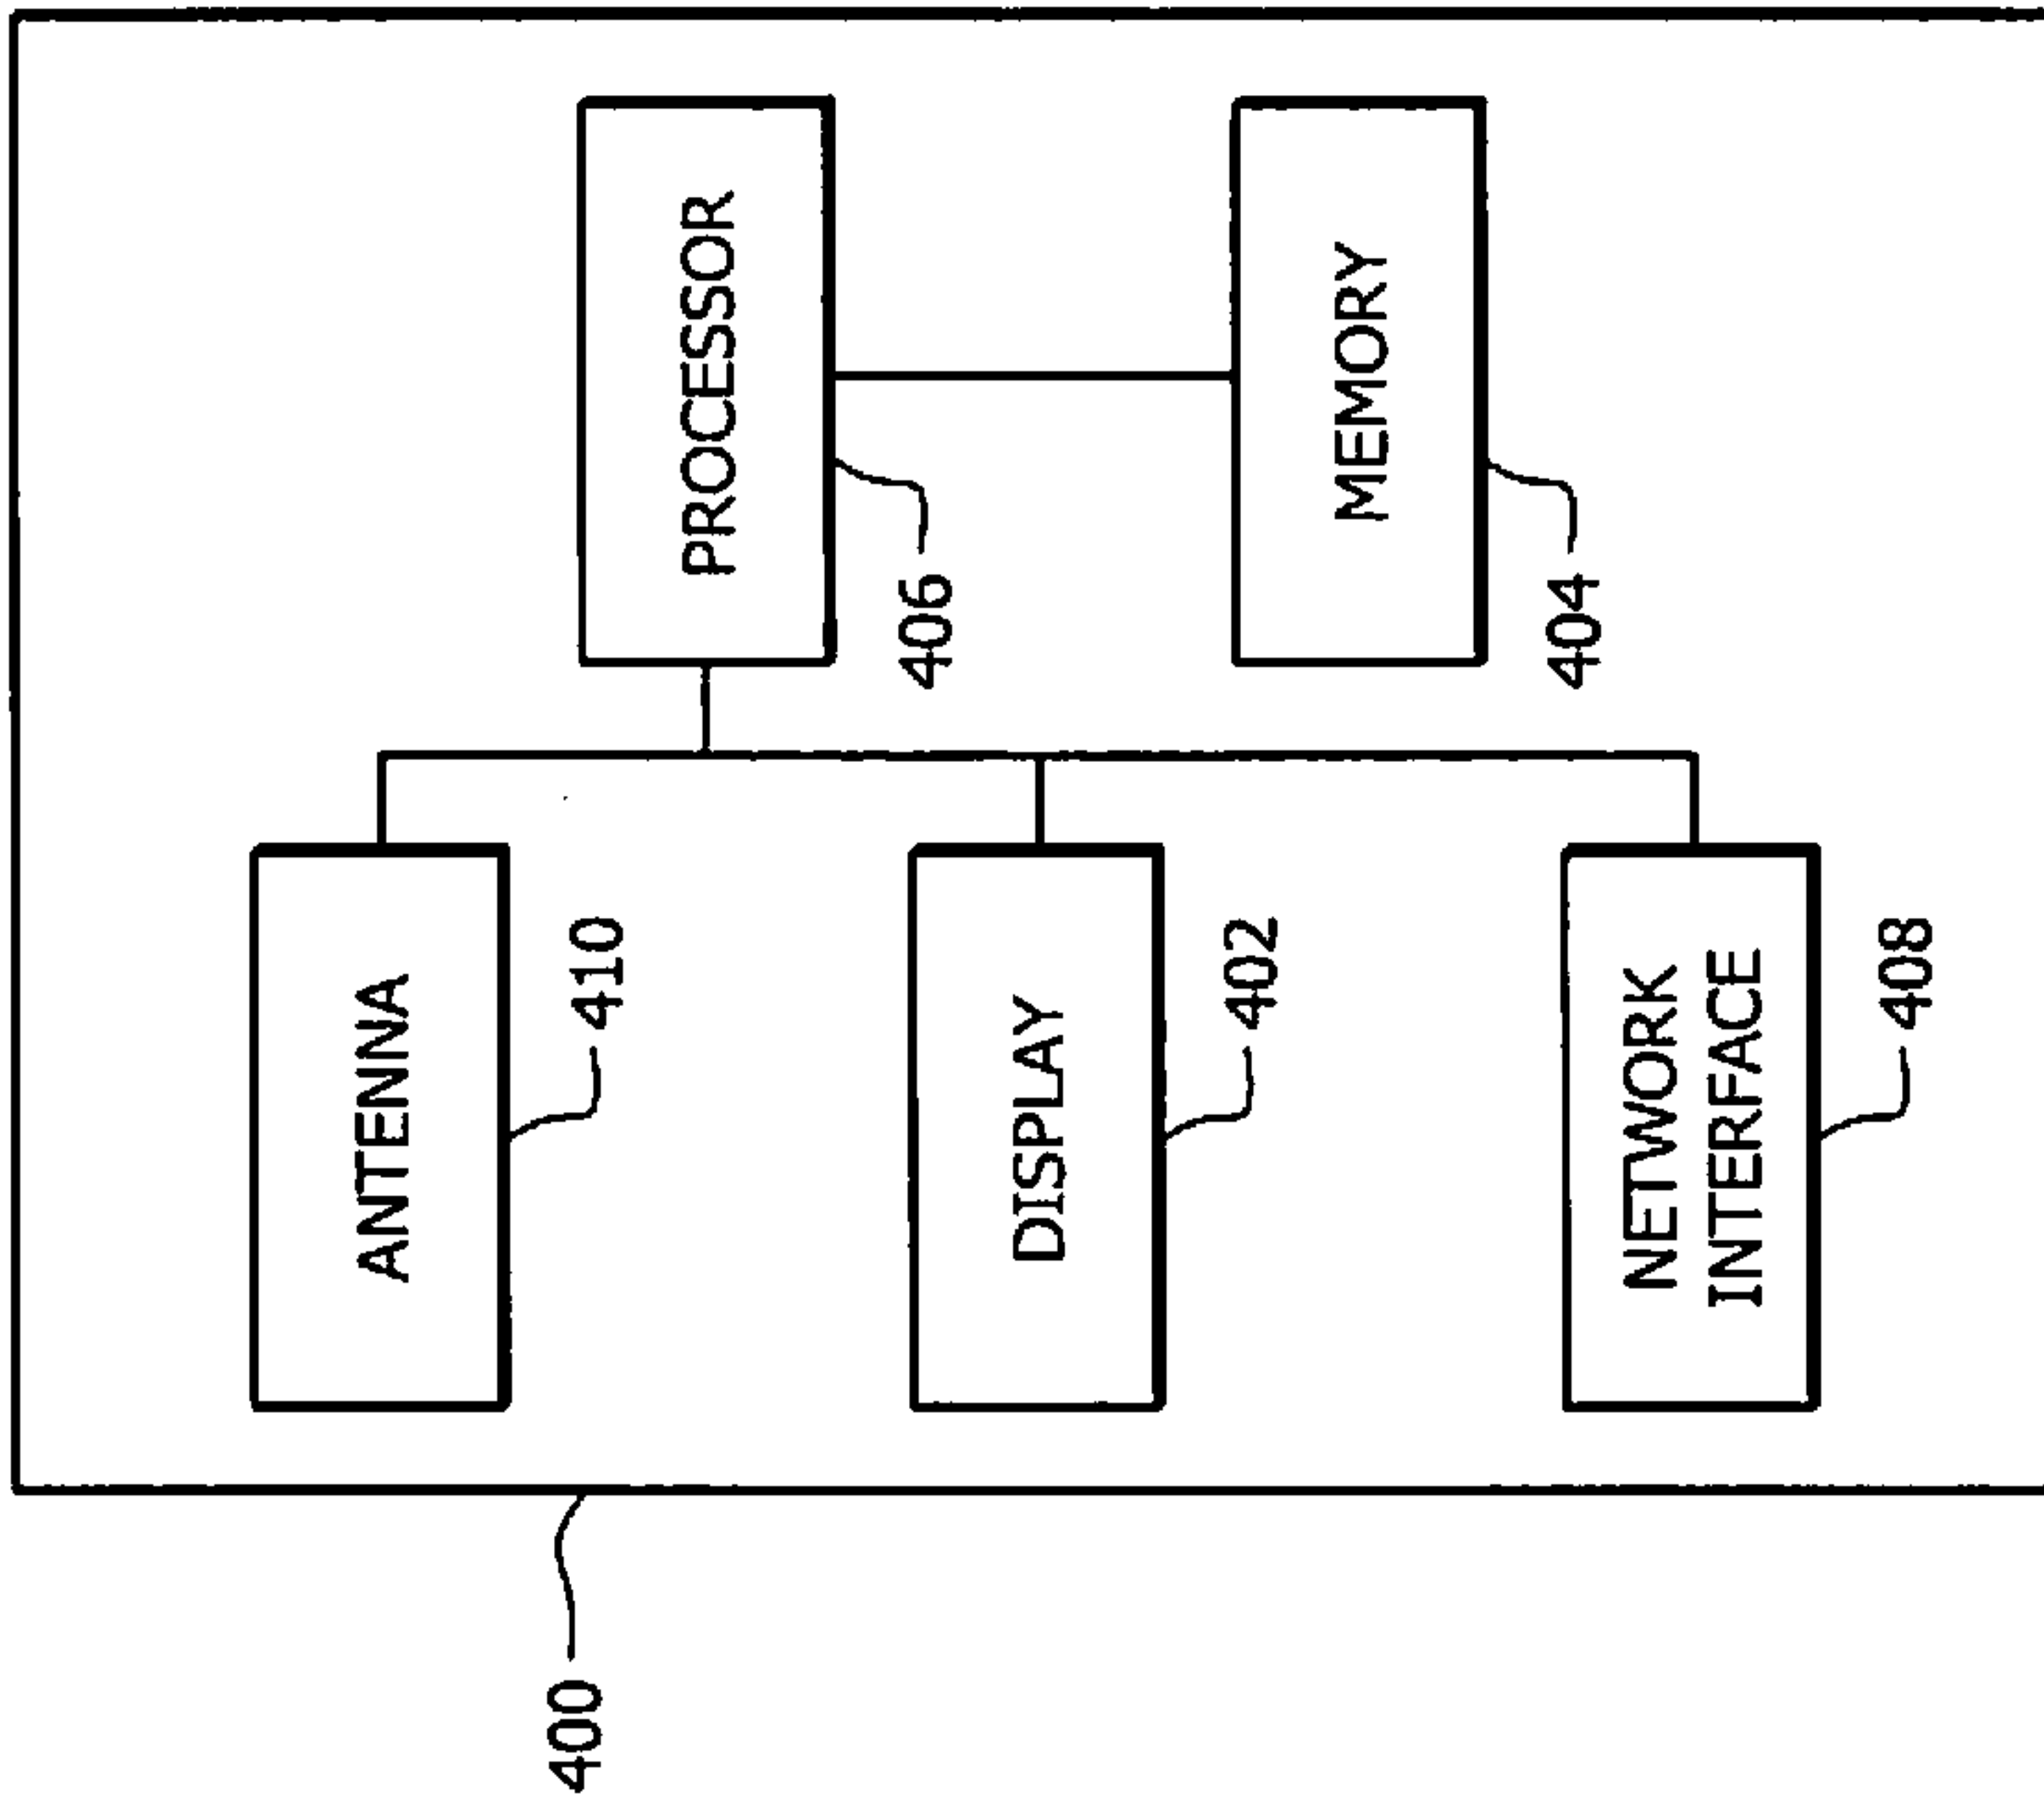 400
ANTENNA
410
DISPLAY
402
NETWORK
INTERFACE
408
PROCESSOR
406
MEMORY
404